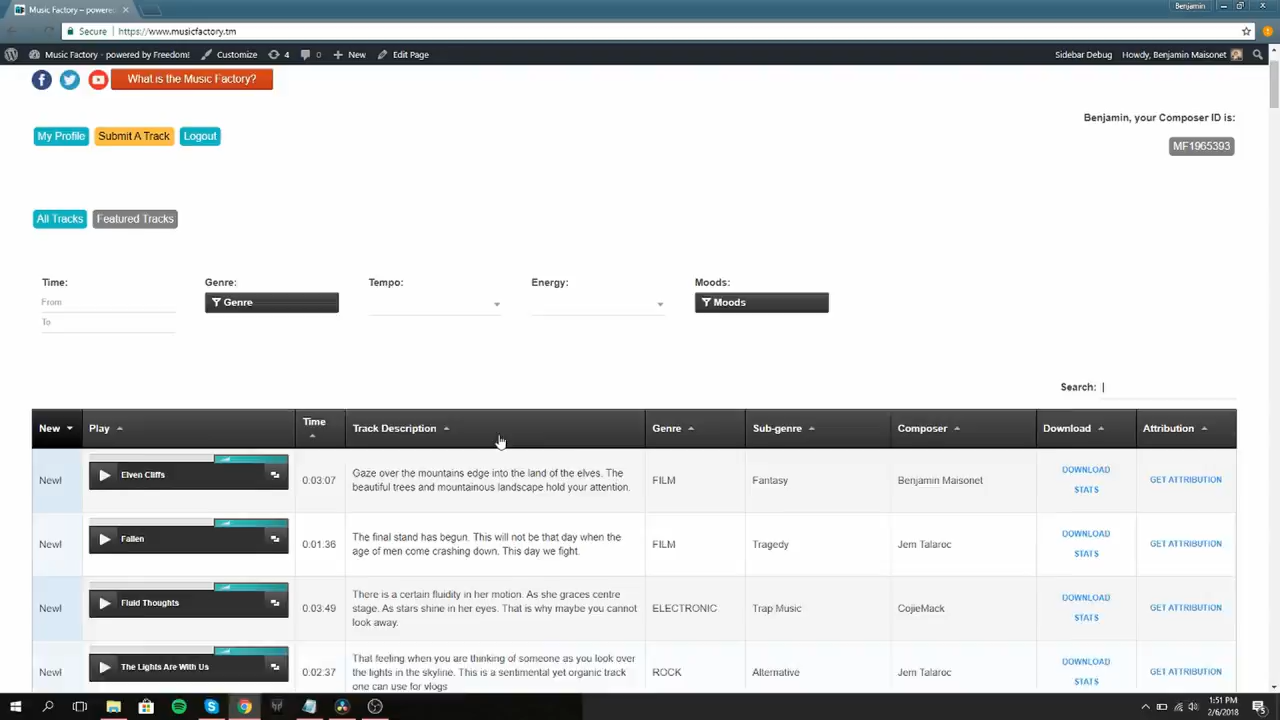 Music Factory – powere
Benjamin
Secure | https://www.musicfactory.tm
Music Factory - powered by Freedom! Customize 4 0 New Edit Page Sidebar Debug Howdy, Benjamin Maisonet
What is the Music Factory?
Benjamin, your Composer ID is:
My Profile Submit A Track Logout
MF1965393
All Tracks Featured Tracks
Time: Genre: Tempo: Energy: Moods:
From Genre Moods
To
Search:
New Play Time Track Description Genre Sub-genre Composer Download Attribution
New! Elven Cliffs 0:03:07 Gaze over the mountains edge into the land of the elves. The FILM Fantasy Benjamin Maisonet DOWNLOAD GET ATTRIBUTION
beautiful trees and mountainous landscape hold your attention. STATS
New! Fallen 0:01.36 The final stand has begun. This will not be that day when the FILM Tragedy Jem Talaroc DOWNLOAD GET ATTRIBUTION
age of men come crashing down. This day we fight. STATS
There is a certain fluidity in her motion. As she graces centre DOWNLOAD
New! Fluid Thoughts 0:03:49 stage. As stars shine in her eyes. That is why maybe you cannot ELECTRONIC Trap Music CojieMack GET ATTRIBUTION
look away. STATS
That feeling when you are thinking of someone as you look over DOWNLOAD
New! The Lights Are With Us 0:02:37 the lights in the skyline. This is a sentimental yet organic track ROCK Alternative Jem Talaroc GET ATTRIBUTION
one can use for vlogs STATS
1:51 PM
2/6/2018